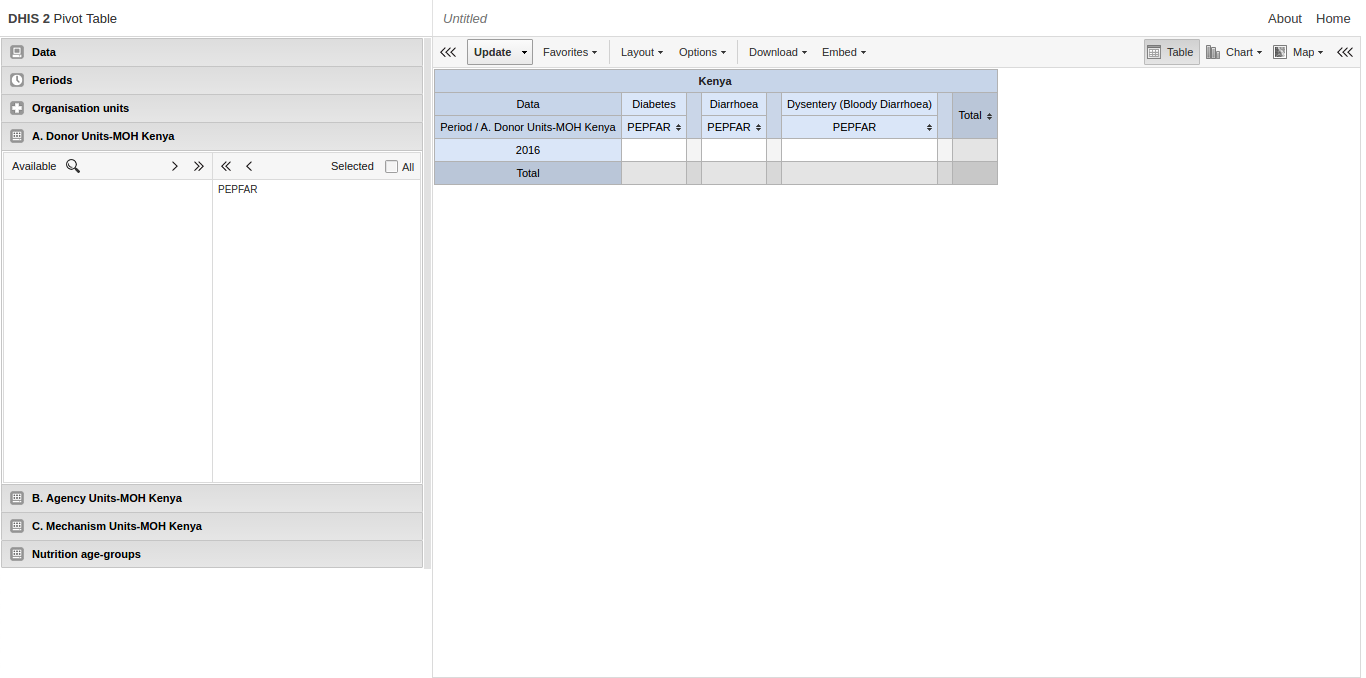 DHIS 2 Pivot Table
Untitled
About Home
Data
Periods
Organisation units
A. Donor Units-MOH Kenya
Available
Selected All
PEPFAR
B. Agency Units-MOH Kenya
C. Mechanism Units-MOH Kenya
Nutrition age-groups
Update Favorites Layout Options Download Embed Table Chart Map
Kenya
Data Diabetes Diarrhoea Dysentery (Bloody Diarrhoea) Total
Period / A. Donor Units-MOH Kenya PEPFAR PEPFAR PEPFAR
2016
Total